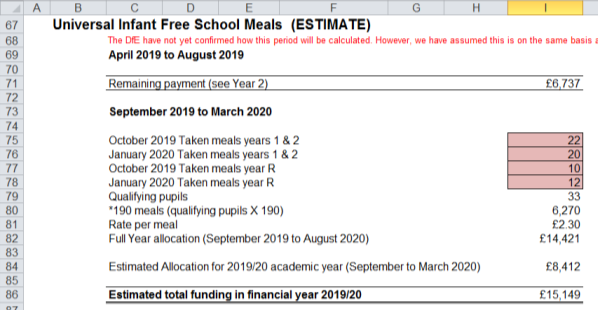 A B C D E F G H I
67 Universal Infant Free School Meals (ESTIMATE)
68 The DfE have not yet confirmed how this period will be calculated. However, we have assumed this is on the same basis
69 April 2019 to August 2019
70
71 Remaining payment (see Year 2) £6,737
72
73 September 2019 to March 2020
74
75 October 2019 Taken meals years 1 & 2 22
76 January 2020 Taken meals years 1 & 2 20
77 October 2019 Taken meals year R 10
78 January 2020 Taken meals year R 12
79 Qualifying pupils 33
80 *190 meals (qualifying pupils X 190) 6,270
81 Rate per meal £2.30
82 Full Year allocation (September 2019 to August 2020) £14,421
83
84 Estimated Allocation for 2019/20 academic year (September to March 2020) £8,412
85
86 Estimated total funding in financial year 2019/20 £15,149